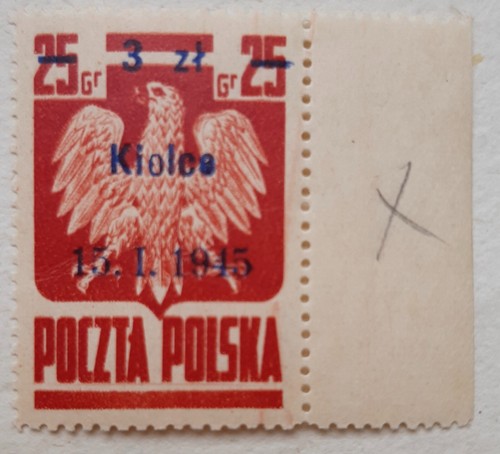 25 Gr 3 zł Gr 25
Kielce
15. I. 1945
POCZTA POLSKA
X